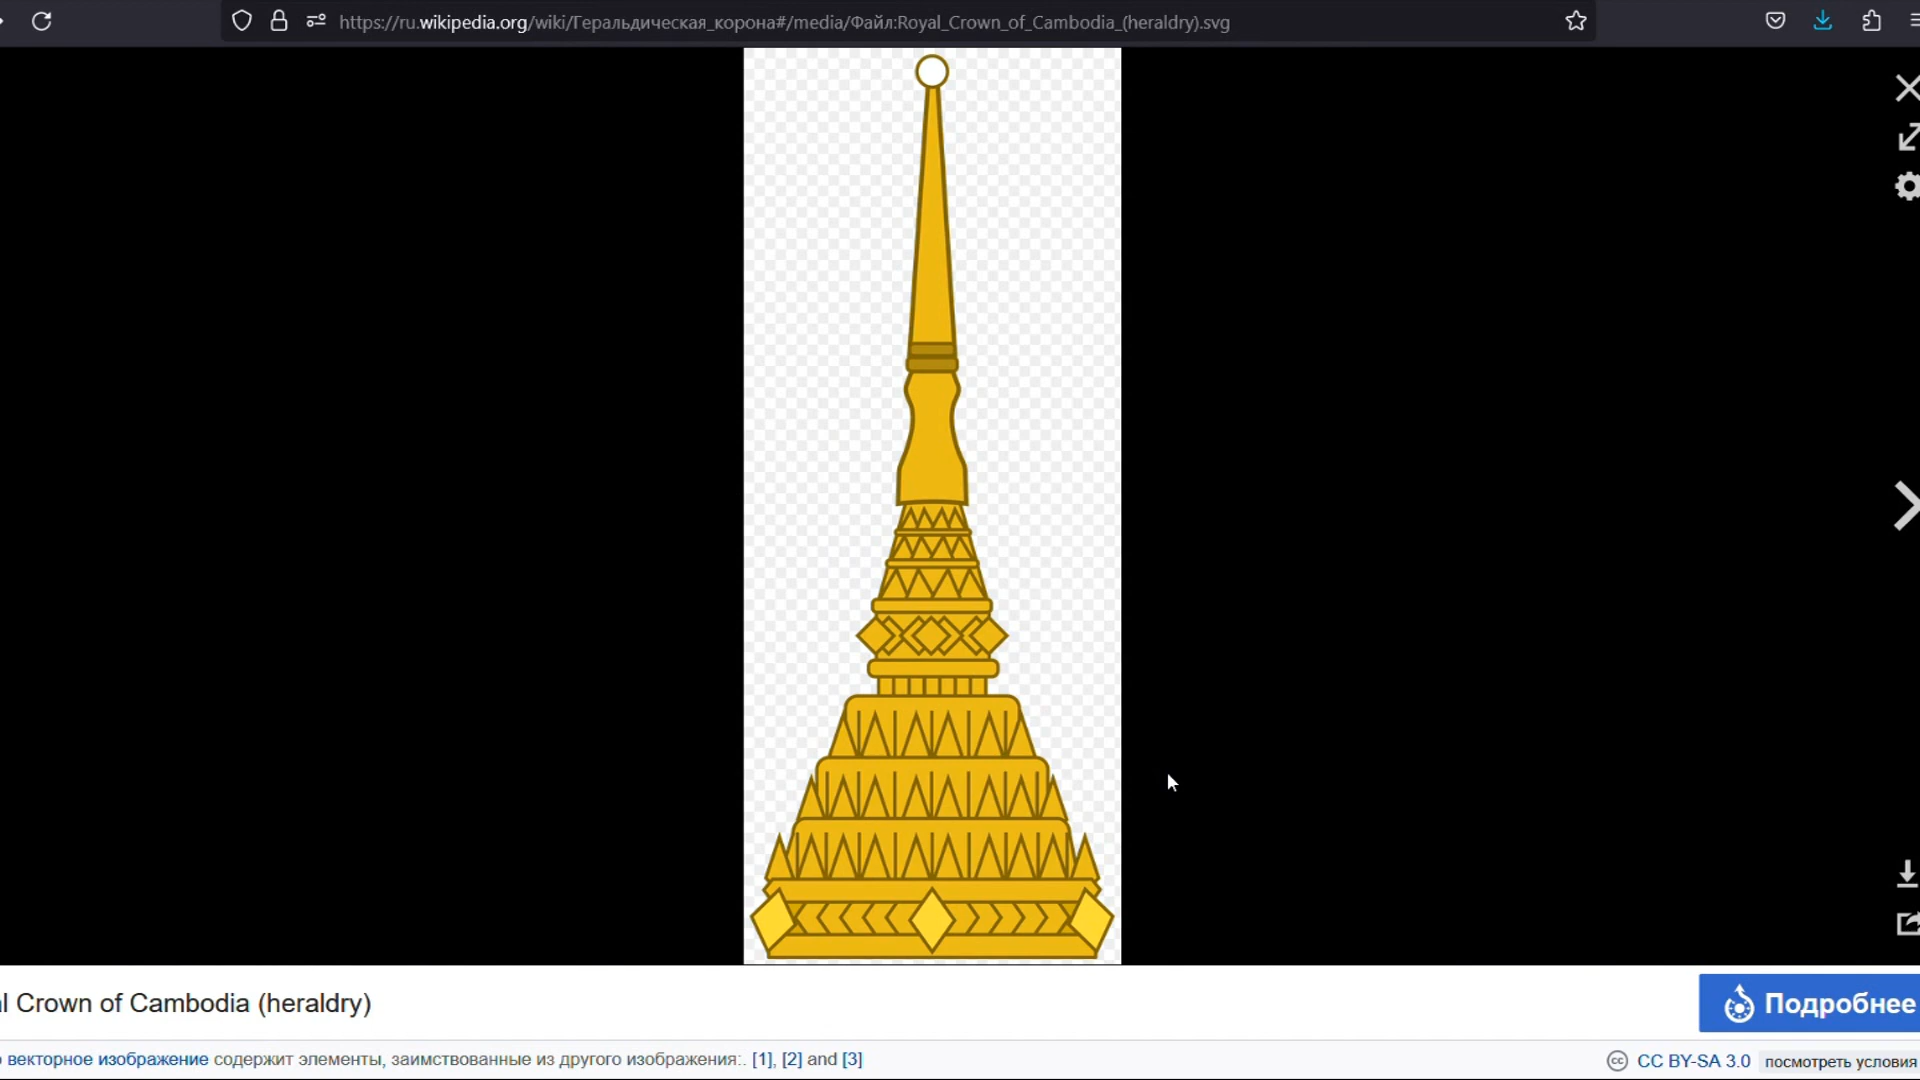 https://ru.wikipedia.org/wiki/Геральдическая_корона#/media/Файл:Royal_Crown_of_Cambodia_(heraldry).svg
Crown of Cambodia (heraldry)
Подробнее
векторное изображение содержит элементы, заимствованные из другого изображения:. [1], [2] and [3]
cc CC BY-SA 3.0 посмотреть условия